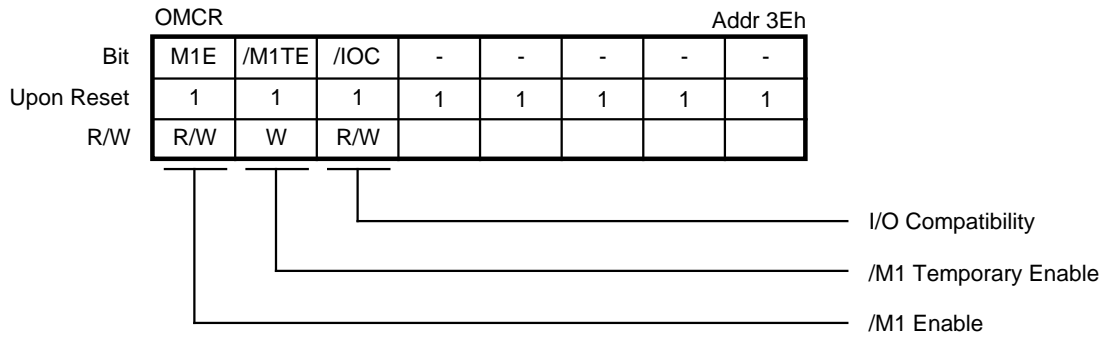 OMCR Addr 3Eh
Bit M1E /M1TE /IOC - - - - -
Upon Reset 1 1 1 1 1 1 1 1
R/W R/W W R/W
I/O Compatibility
/M1 Temporary Enable
/M1 Enable